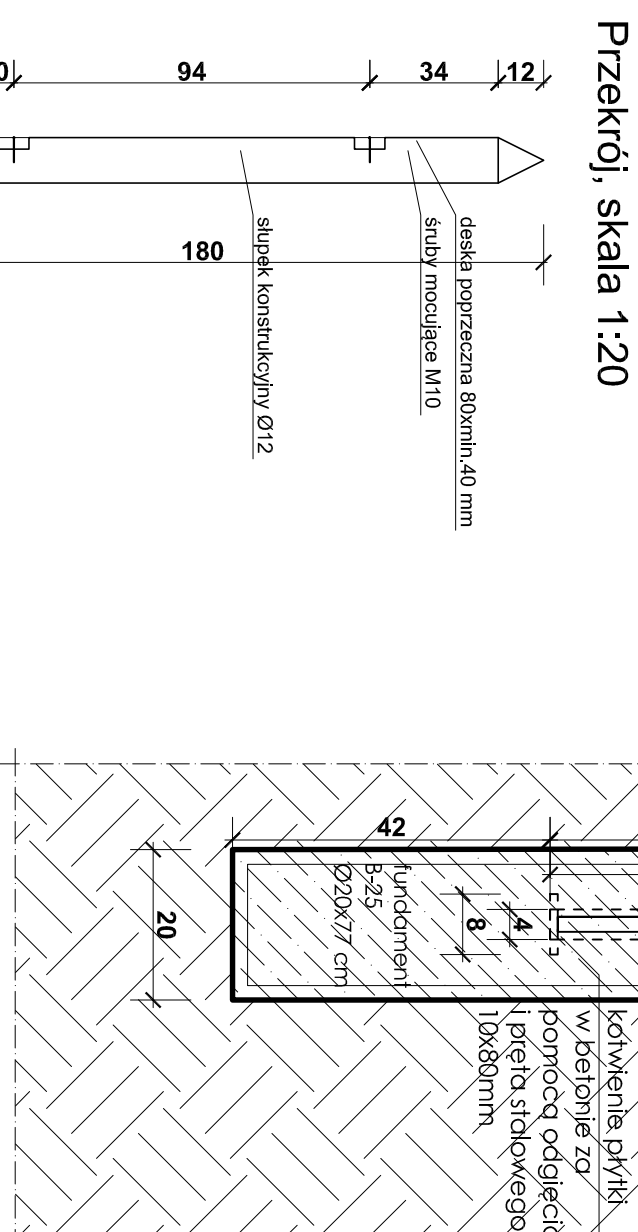 Przekrój, skala 1:20
94
34
12
180
deska poprzeczna 80xmin.40 mm
śruby mocujące M10
słupek konstrukcyjny Ø12
42
20
8
4
fundament
B-25
Ø20x77 cm
kotwienie płytki
w betonie za
pomocą
i pręta stalowego
10x80mm